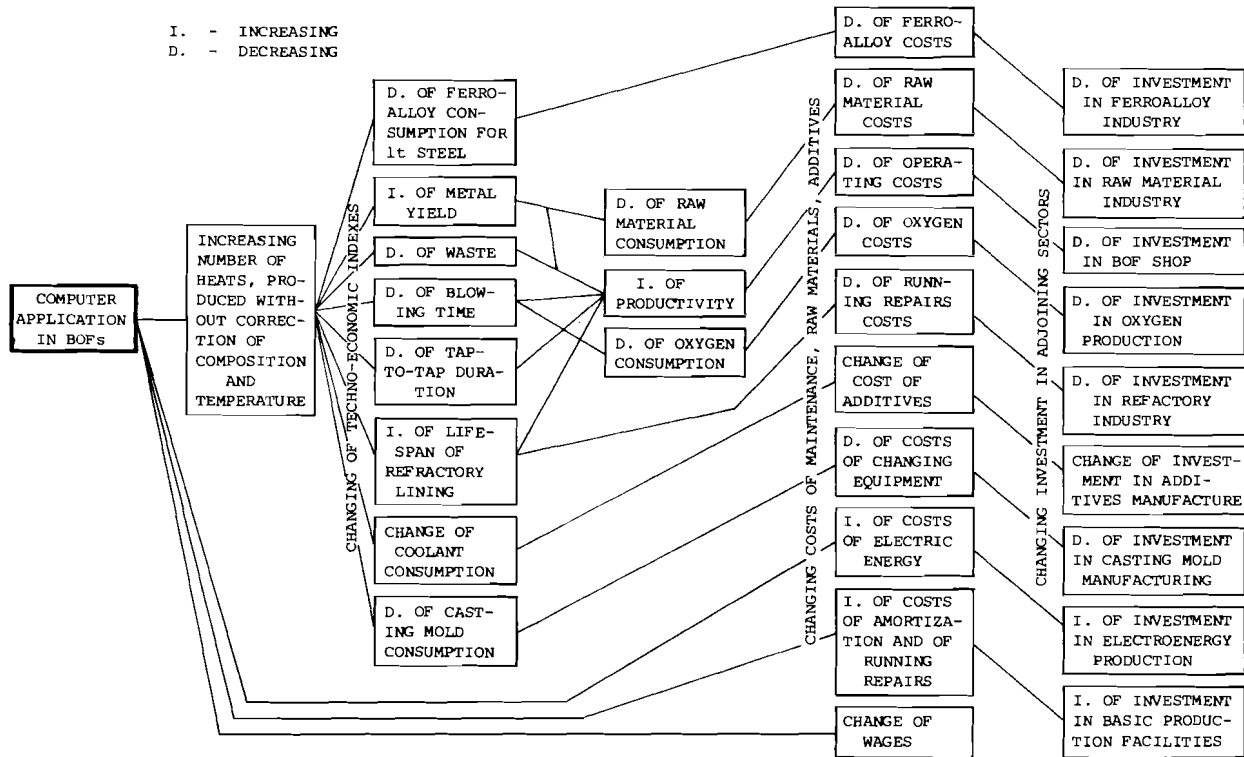 I. - INCREASING
D. - DECREASING
COMPUTER
APPLICATION
IN BOFs
INCREASING
NUMBER OF
HEATS, PRO-
DUCED WITH-
OUT CORREC-
TION OF
COMPOSITION
AND
TEMPERATURE
CHANGING OF TECHNO-ECONOMIC INDEXES
D. OF FERRO-
ALLOY CON-
SUMPTION FOR
1t STEEL
I. OF METAL
YIELD
D. OF WASTE
D. OF BLOW-
ING TIME
D. OF TAP-
TO-TAP DURA-
TION
I. OF LIFE-
SPAN OF
REFRACTORY
LINING
CHANGE OF
COOLANT
CONSUMPTION
D. OF CAST-
ING MOLD
CONSUMPTION
D. OF RAW
MATERIAL
CONSUMPTION
I. OF
PRODUCTIVITY
D. OF OXYGEN
CONSUMPTION
CHANGING COSTS OF MAINTENANCE, RAW MATERIALS, ADDITIVES
D. OF FERRO-
ALLOY COSTS
D. OF RAW
MATERIAL
COSTS
D. OF OPERA-
TING COSTS
D. OF OXYGEN
COSTS
D. OF RUN-
NING REPAIRS
COSTS
CHANGE OF
COST OF
ADDITIVES
D. OF COSTS
OF CHANGING
EQUIPMENT
I. OF COSTS
OF ELECTRIC
ENERGY
I. OF COSTS
OF AMORTIZA-
TION AND OF
RUNNING
REPAIRS
CHANGE OF
WAGES
CHANGING INVESTMENT IN ADJOINING SECTORS
D. OF INVESTMENT
IN FERROALLOY
INDUSTRY
D. OF INVESTMENT
IN RAW MATERIAL
INDUSTRY
D. OF INVESTMENT
IN BOF SHOP
D. OF INVESTMENT
IN OXYGEN
PRODUCTION
D. OF INVESTMENT
IN REFACTORY
INDUSTRY
CHANGE OF INVEST-
MENT IN ADDI-
TIVES MANUFACTURE
D. OF INVESTMENT
IN CASTING MOLD
MANUFACTURING
I. OF INVESTMENT
IN ELECTROENERGY
PRODUCTION
I. OF INVESTMENT
IN BASIC PRODUC-
TION FACILITIES